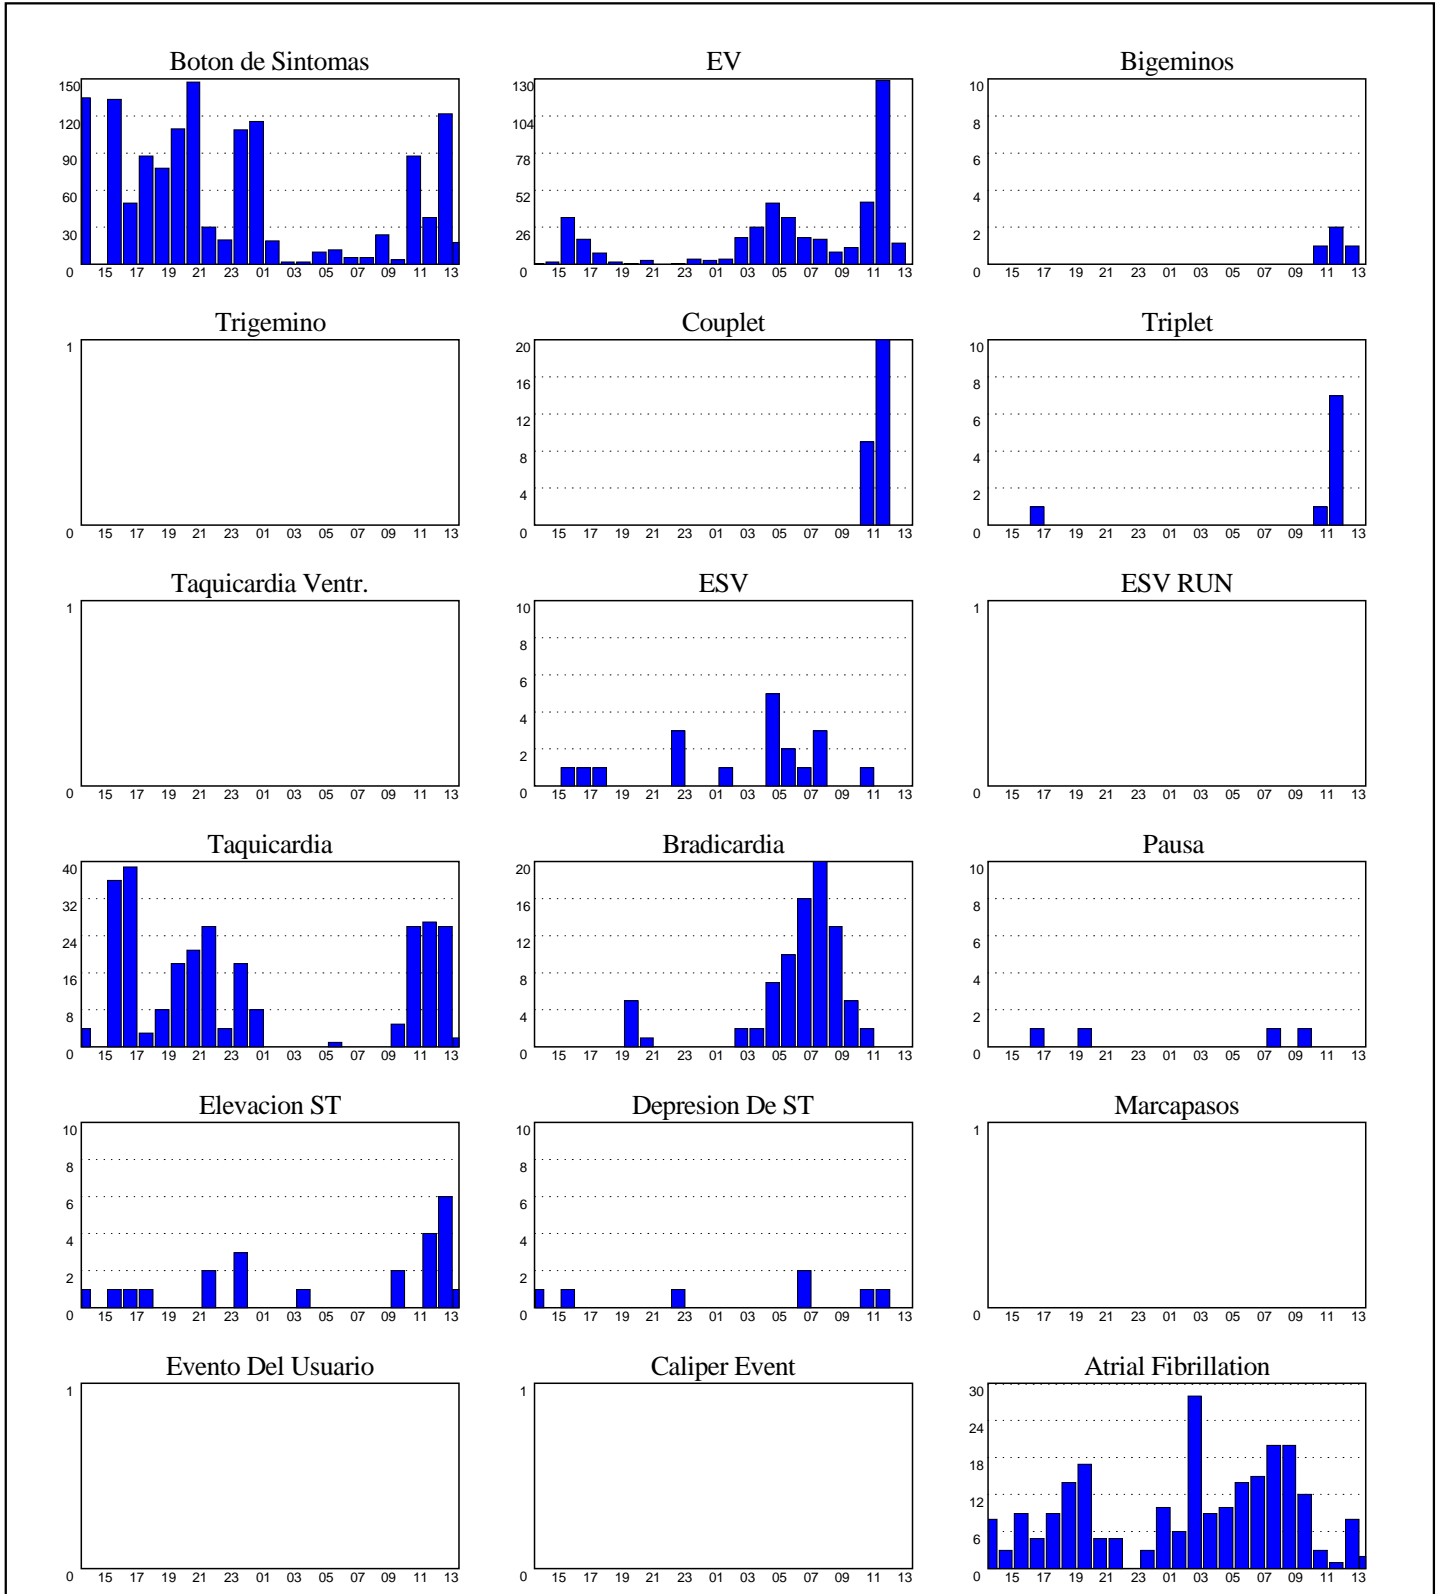 Boton de Sintomas EV Bigeminos
150 130 10
120 104 8
90 78 6
60 52 4
30 26 2
0 15 17 19 21 23 01 03 05 07 09 11 13 0 15 17 19 21 23 01 03 05 07 09 11 13 0 15 17 19 21 23 01 03 05 07 09 11 13
Trigemino Couplet Triplet
1 20 10
16 8
12 6
8 4
4 2
0 15 17 19 21 23 01 03 05 07 09 11 13 0 15 17 19 21 23 01 03 05 07 09 11 13 0 15 17 19 21 23 01 03 05 07 09 11 13
Taquicardia Ventr. ESV ESV RUN
1 10 1
8
6
4
2
0 15 17 19 21 23 01 03 05 07 09 11 13 0 15 17 19 21 23 01 03 05 07 09 11 13 0 15 17 19 21 23 01 03 05 07 09 11 13
Taquicardia Bradicardia Pausa
40 20 10
32 16 8
24 12 6
16 8 4
8 4 2
0 15 17 19 21 23 01 03 05 07 09 11 13 0 15 17 19 21 23 01 03 05 07 09 11 13 0 15 17 19 21 23 01 03 05 07 09 11 13
Elevacion ST Depresion De ST Marcapasos
10 10 1
8 8
6 6
4 4
2 2
0 15 17 19 21 23 01 03 05 07 09 11 13 0 15 17 19 21 23 01 03 05 07 09 11 13 0 15 17 19 21 23 01 03 05 07 09 11 13
Evento Del Usuario Caliper Event Atrial Fibrillation
1 1 30
24
18
12
6
0 15 17 19 21 23 01 03 05 07 09 11 13 0 15 17 19 21 23 01 03 05 07 09 11 13 0 15 17 19 21 23 01 03 05 07 09 11 13